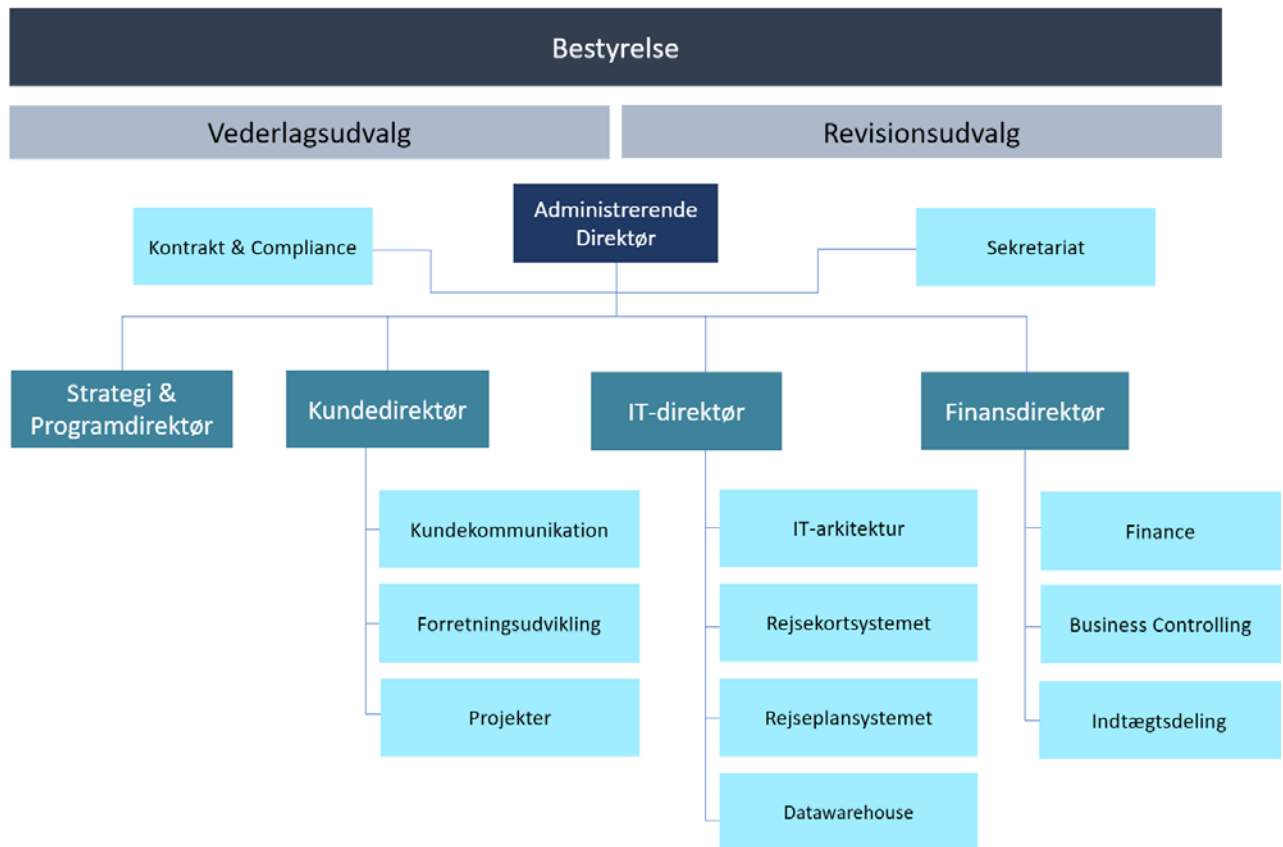 Bestyrelse
Vederlagsudvalg
Revisionsudvalg
Administrerende
Direktør
Kontrakt & Compliance
Sekretariat
Strategi &
Programdirektør
Kundedirektør
IT-direktør
Finansdirektør
Kundekommunikation
IT-arkitektur
Finance
Forretningsudvikling
Rejsekortsystemet
Business Controlling
Projekter
Rejseplansystemet
Indtægtsdeling
Datawarehouse